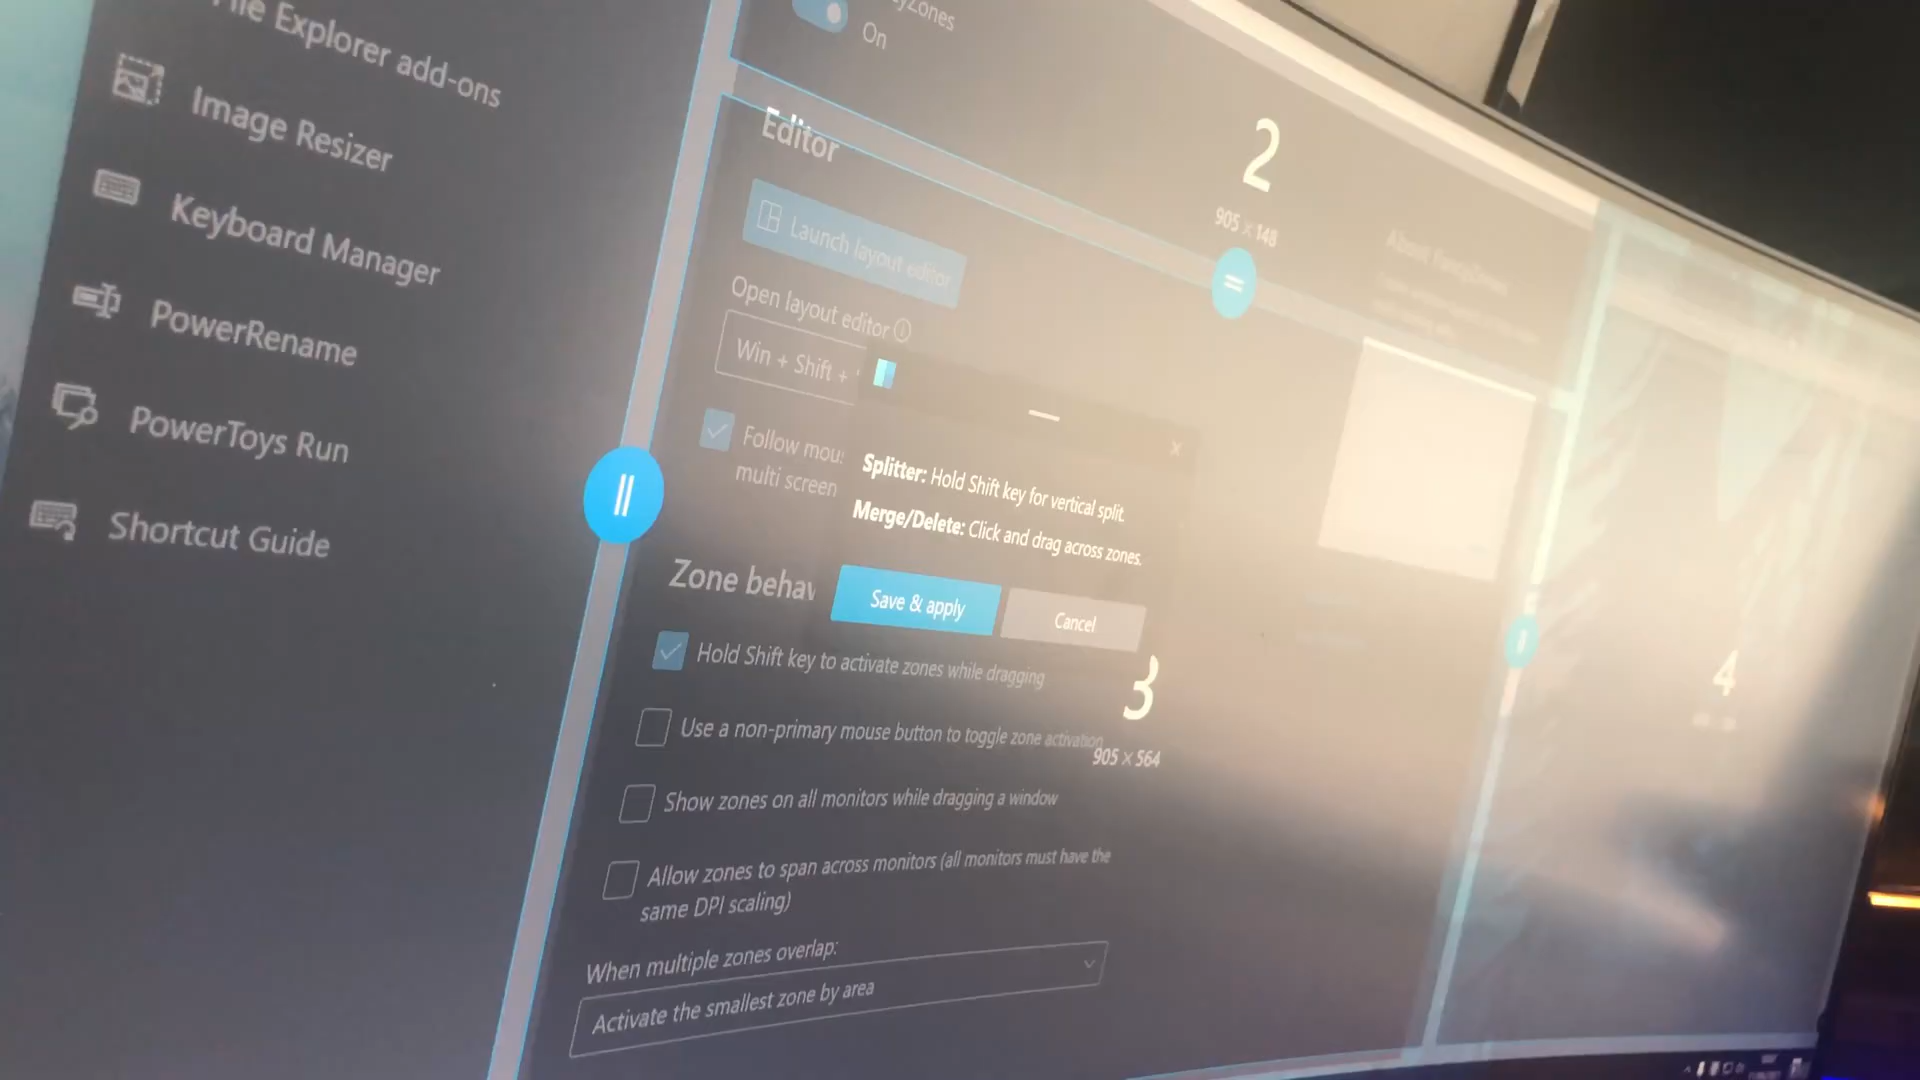 File Explorer add-ons
Image Resizer
Keyboard Manager
PowerRename
PowerToys Run
Shortcut Guide
On
Editor
Launch layout editor
Open layout editor
Win + Shift +
Follow mou
multi screen
Zone behav
Hold Shift key to activate zones while dragging
Use a non-primary mouse button to toggle zone activation
Show zones on all monitors while dragging a window
Allow zones to span across monitors (all monitors must have the
same DPI scaling)
When multiple zones overlap:
Activate the smallest zone by area
2
905 x 148
About FancyZones
Splitter: Hold Shift key for vertical split.
Merge/Delete: Click and drag across zones.
Save & apply
Cancel
3
905 x 564
4